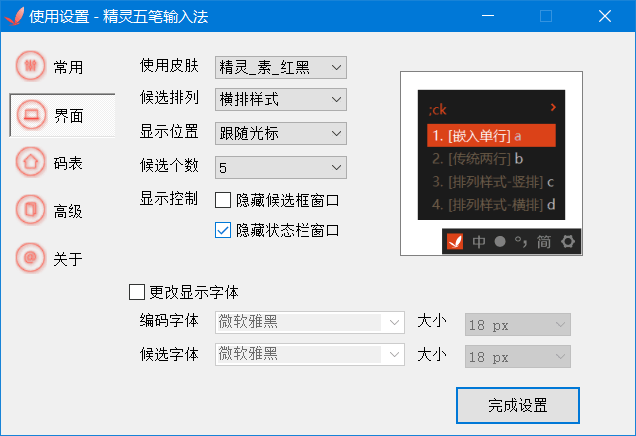 使用设置 - 精灵五笔输入法
常用
界面
码表
高级
关于
使用皮肤 精灵_素_红黑
候选排列 横排样式
显示位置 跟随光标
候选个数 5
显示控制 隐藏候选框窗口
隐藏状态栏窗口
;ck
1. [嵌入单行] a
2. [传统两行] b
3. [排列样式-竖排] c
4. [排列样式-横排] d
中 °, 简
更改显示字体
编码字体 微软雅黑 大小 18 px
候选字体 微软雅黑 大小 18 px
完成设置